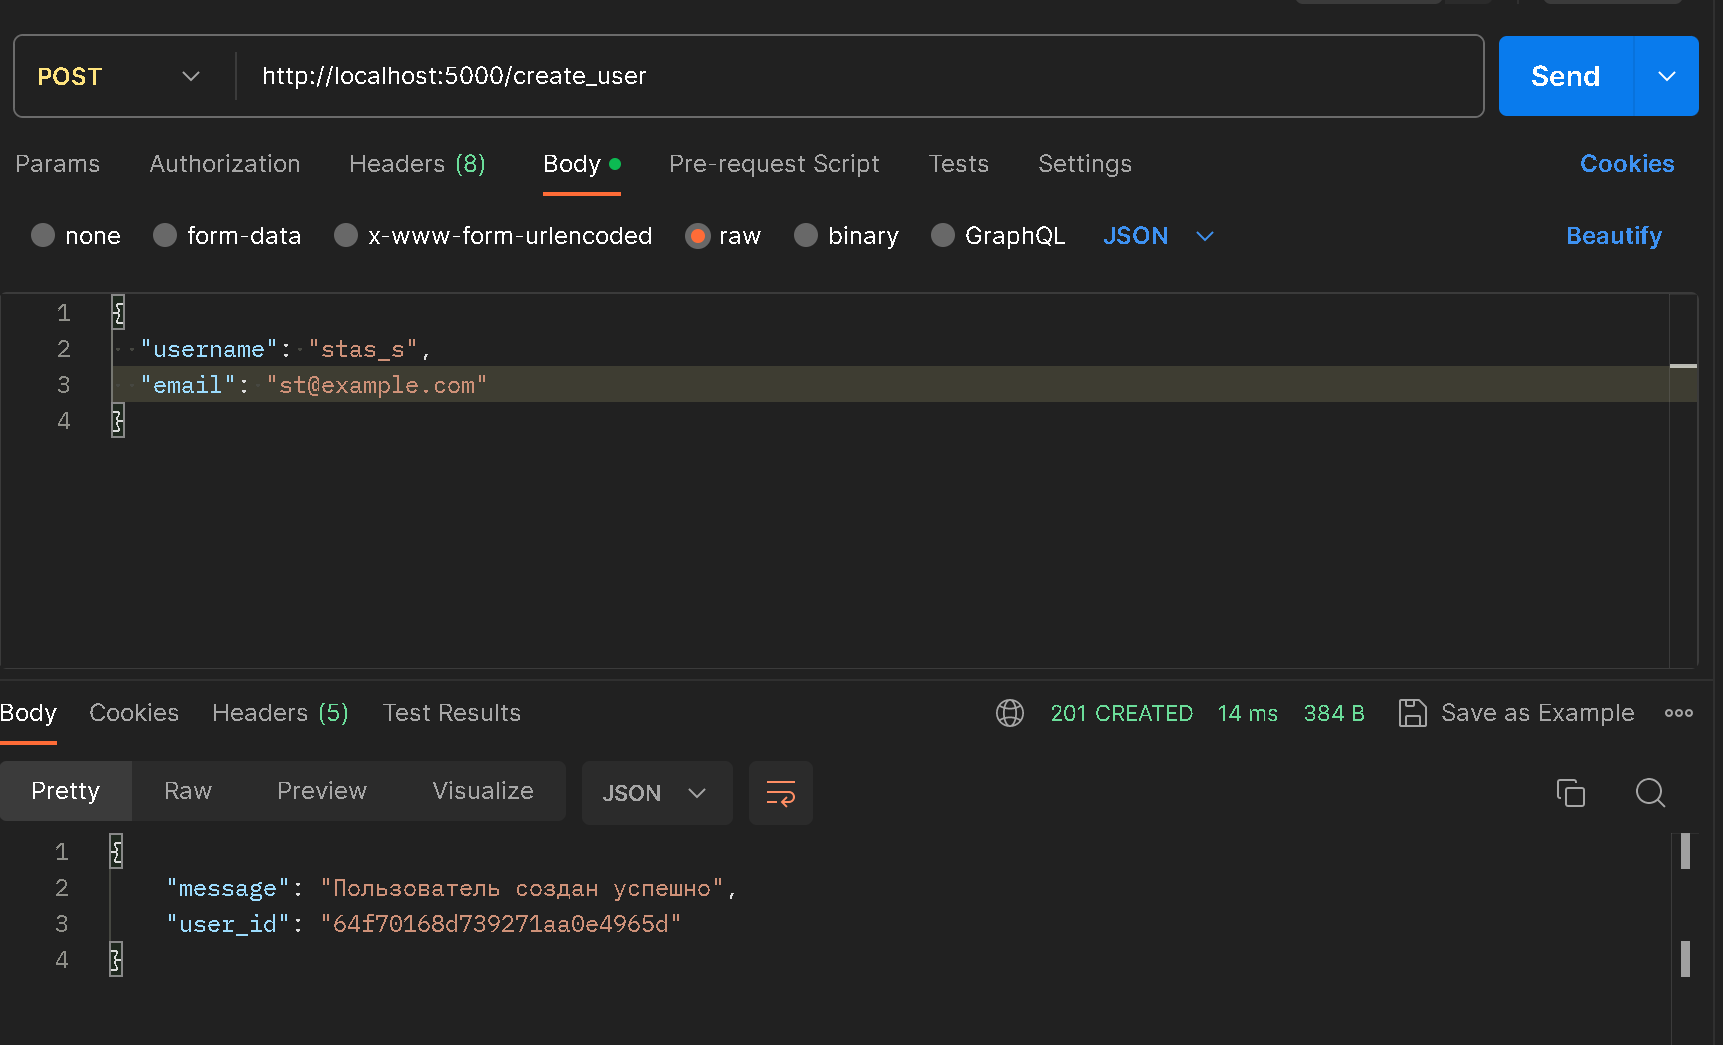 POST http://localhost:5000/create_user Send
Params Authorization Headers (8) Body Pre-request Script Tests Settings Cookies
none form-data x-www-form-urlencoded raw binary GraphQL JSON Beautify
1 {
2 "username": "stas_s",
3 "email": "st@example.com"
4 }
Body Cookies Headers (5) Test Results 201 CREATED 14 ms 384 B Save as Example
Pretty Raw Preview Visualize JSON
1 {
2 "message": "Пользователь создан успешно",
3 "user_id": "64f70168d739271aa0e4965d"
4 }